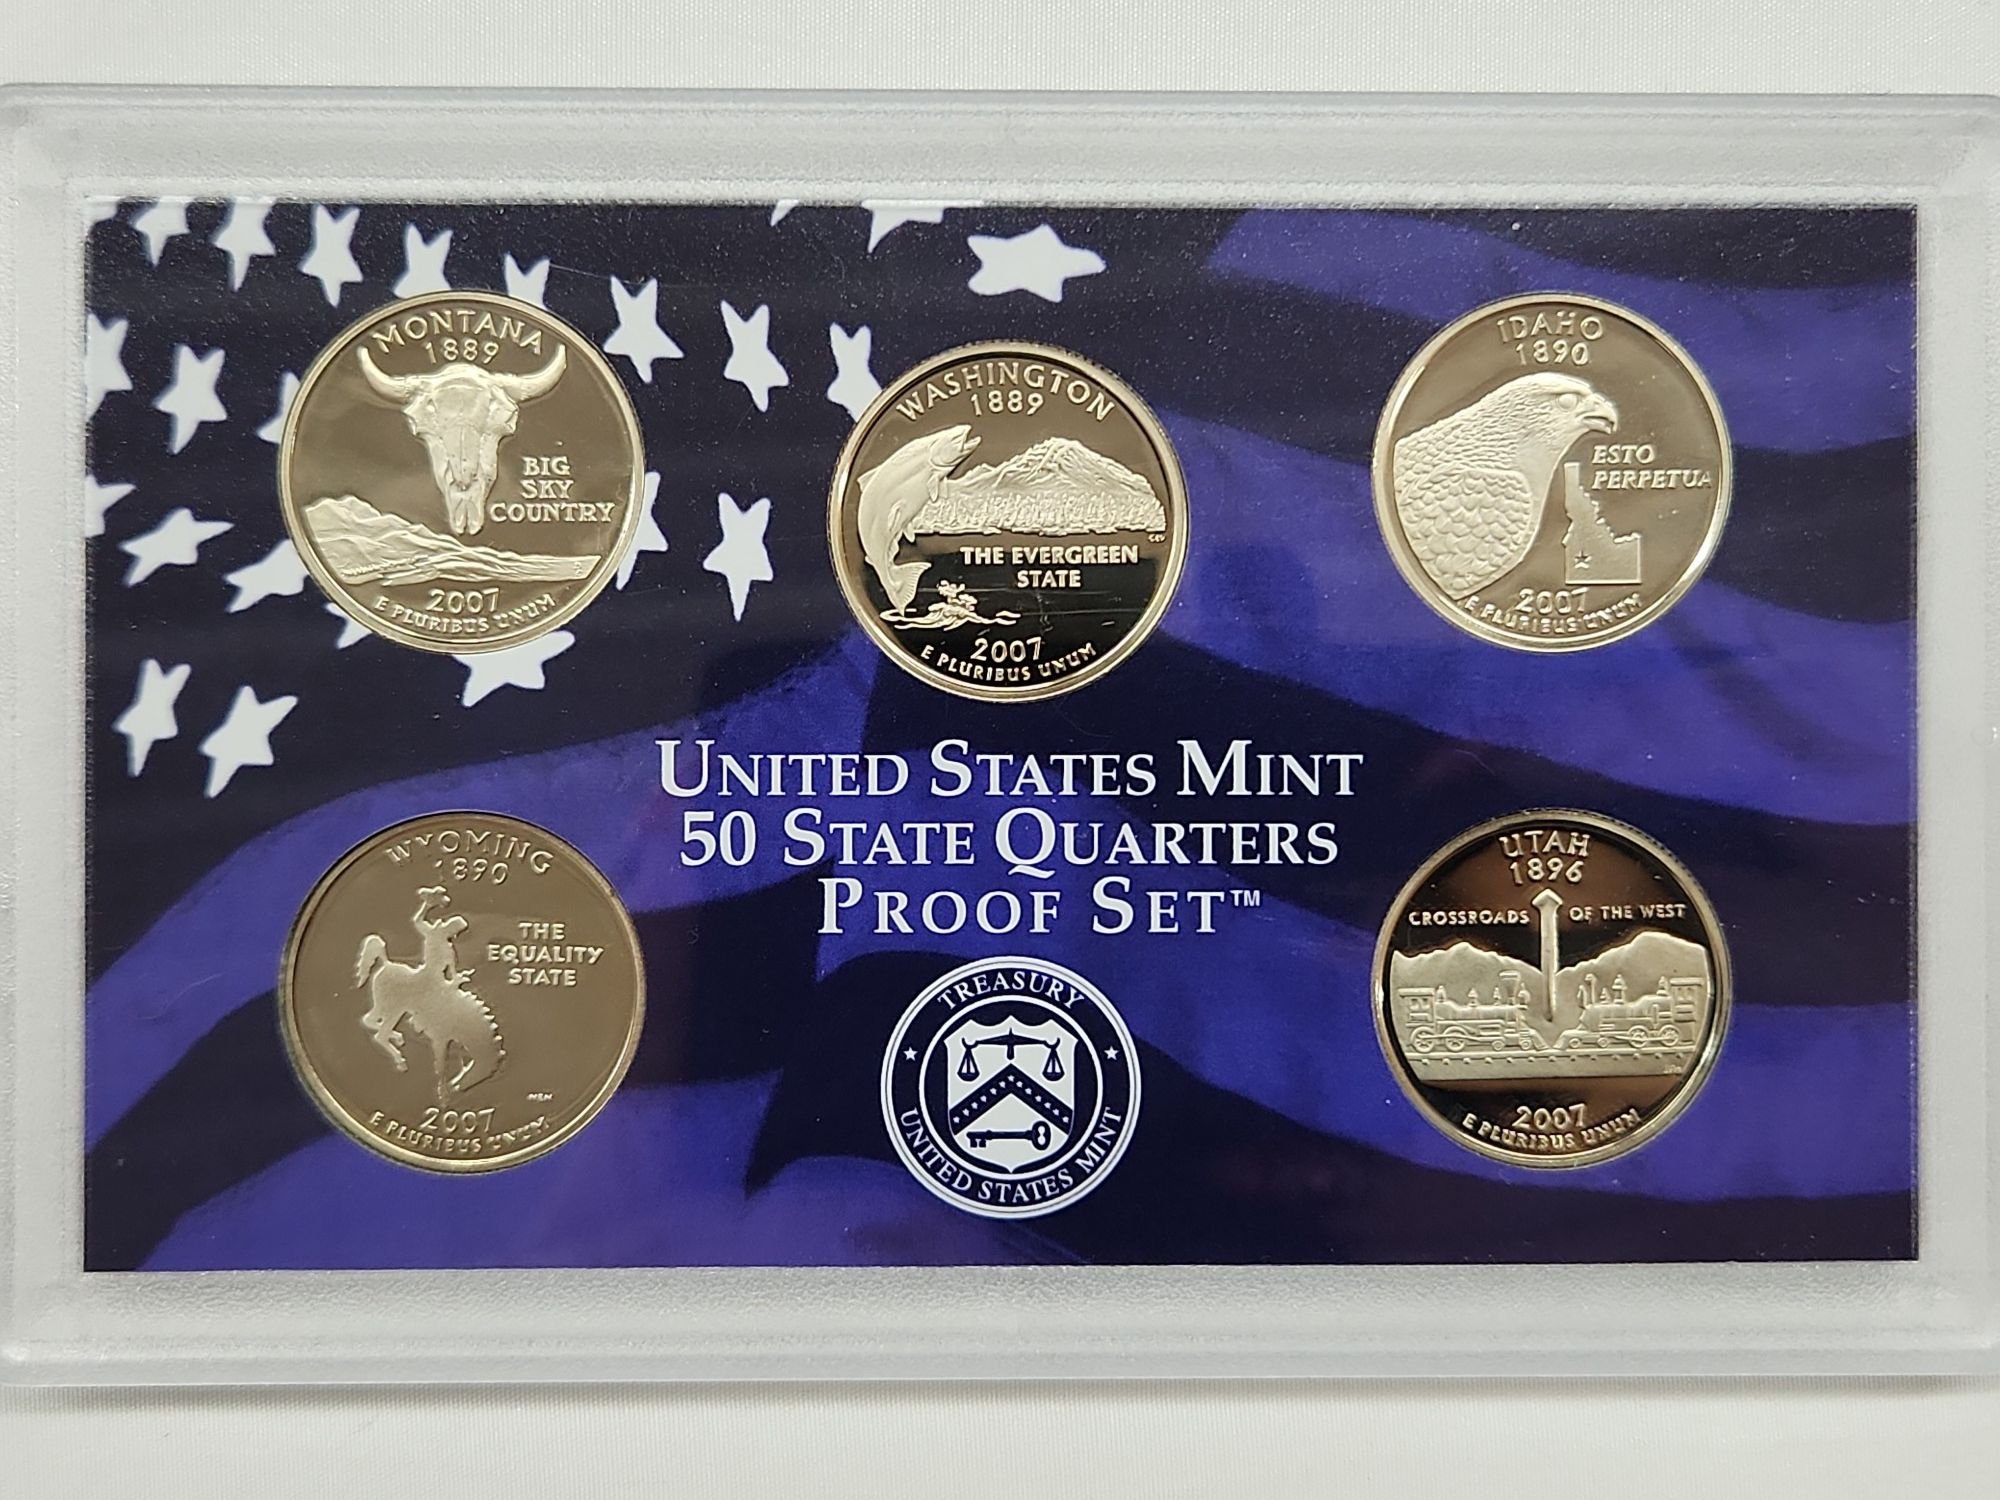 MONTANA
1889
BIG
SKY
COUNTRY
2007
E PLURIBUS UNUM
WASHINGTON
1889
THE EVERGREEN
STATE
2007
E PLURIBUS UNUM
IDAHO
1890
ESTO
PERPETUA
2007
E PLURIBUS UNUM
UNITED STATES MINT
50 STATE QUARTERS
PROOF SET™
WYOMING
1890
THE
EQUALITY
STATE
2007
E PLURIBUS UNUM
TREASURY
UNITED STATES MINT
UTAH
1896
CROSSROADS OF THE WEST
2007
E PLURIBUS UNUM